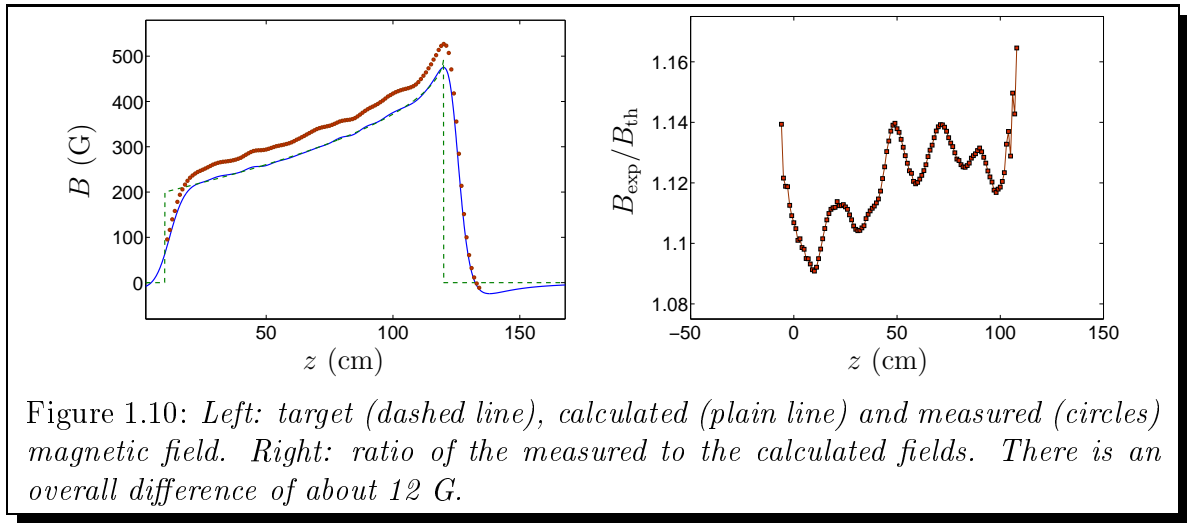 500
400
300
200
100
0
B (G)
50
100
150
z (cm)
1.16
1.14
1.12
1.1
1.08
B_exp/B_th
−50
0
50
100
150
z (cm)
Figure 1.10: Left: target (dashed line), calculated (plain line) and measured (circles)
magnetic field. Right: ratio of the measured to the calculated fields. There is an
overall difference of about 12 G.